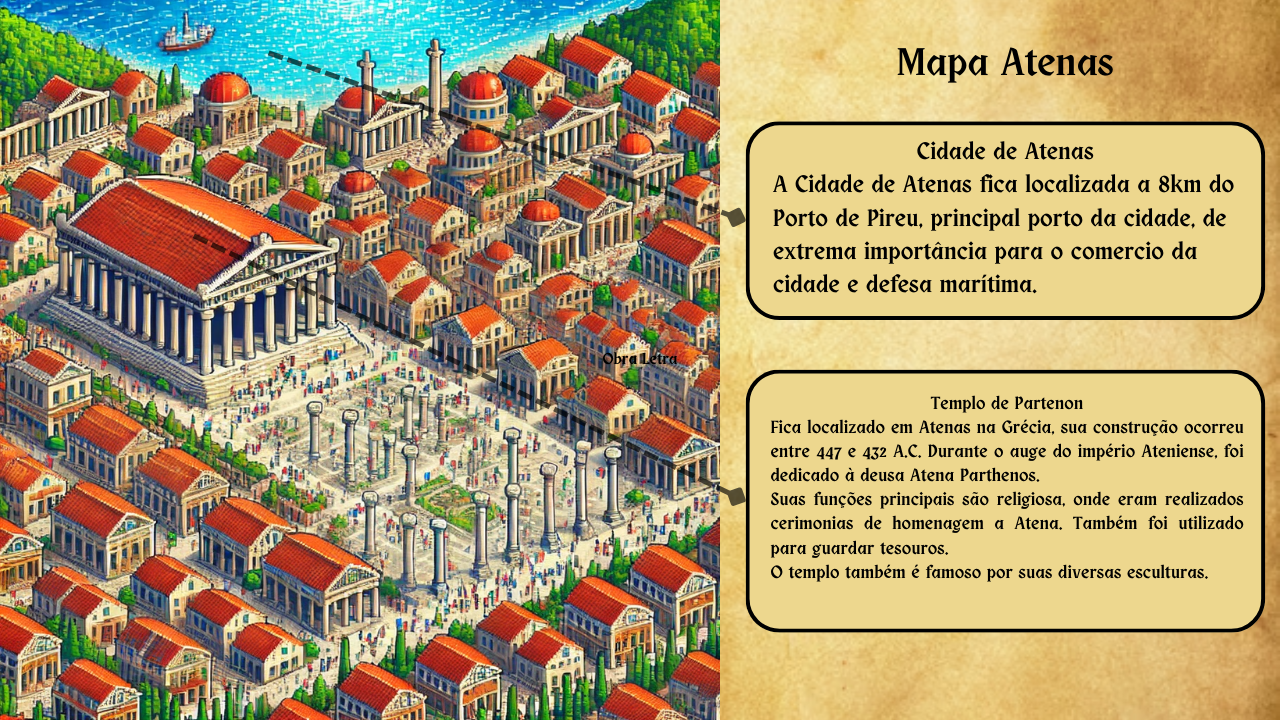 Mapa Atenas
Cidade de Atenas
A Cidade de Atenas fica localizada a 8km do
Porto de Pireu, principal porto da cidade, de
extrema importância para o comercio da
cidade e defesa marítima.
Obra Letra
Templo de Partenon
Fica localizado em Atenas na Grécia, sua construção ocorreu
entre 447 e 432 A.C. Durante o auge do império Ateniense, foi
dedicado à deusa Atena Parthenos.
Suas funções principais são religiosa, onde eram realizados
cerimonias de homenagem a Atena. Também foi utilizado
para guardar tesouros.
O templo também é famoso por suas diversas esculturas.